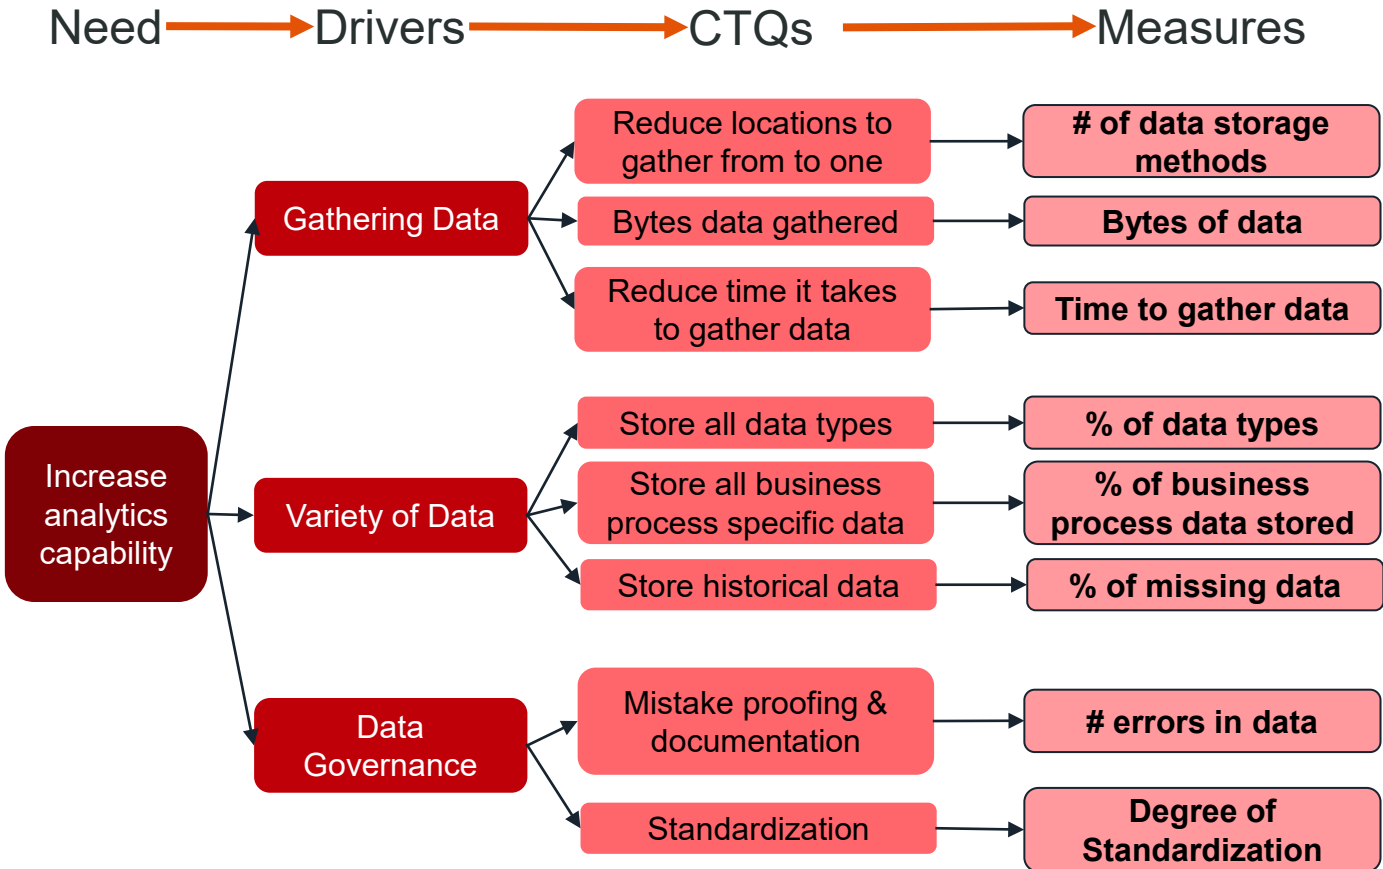 Need Drivers CTQs Measures
Reduce locations to
gather from to one
# of data storage
methods
Gathering Data
Bytes data gathered
Bytes of data
Reduce time it takes
to gather data
Time to gather data
Increase
analytics
capability
Variety of Data
Store all data types
% of data types
Store all business
process specific data
% of business
process data stored
Store historical data
% of missing data
Data
Governance
Mistake proofing &
documentation
# errors in data
Standardization
Degree of
Standardization